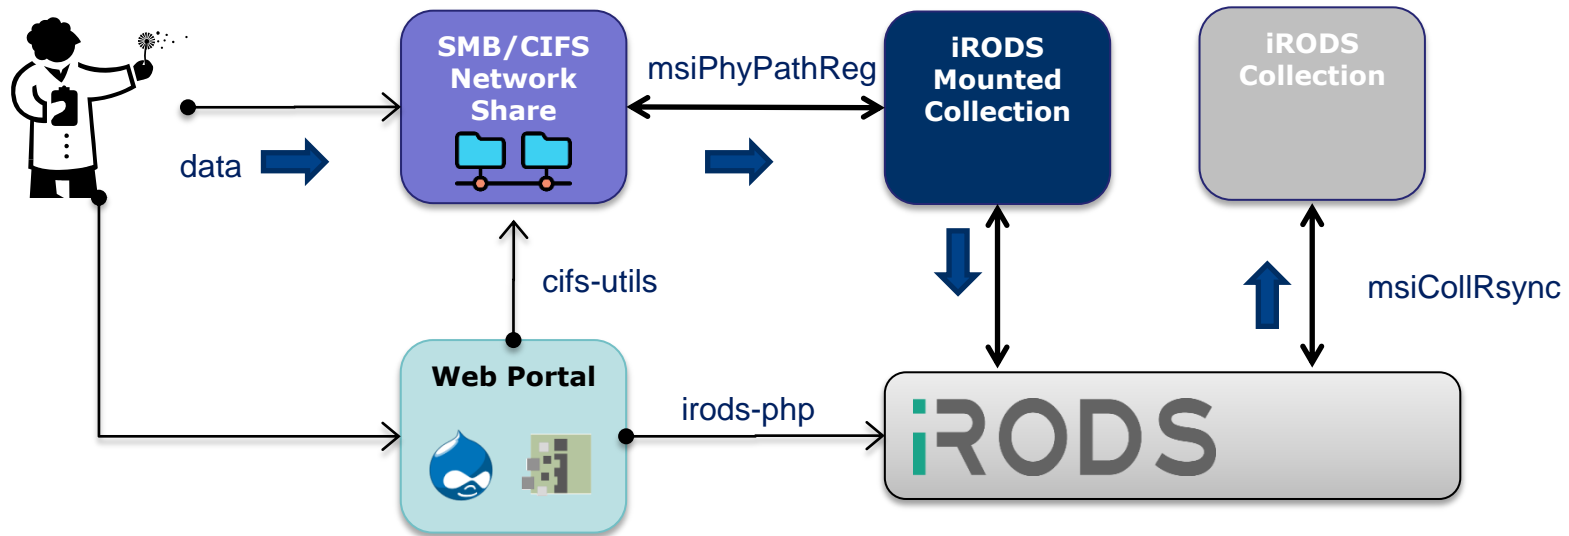 SMB/CIFS
Network
Share
msiPhyPathReg
iRODS
Mounted
Collection
iRODS
Collection
data
cifs-utils
msiCollRsync
Web Portal
irods-php
iRODS